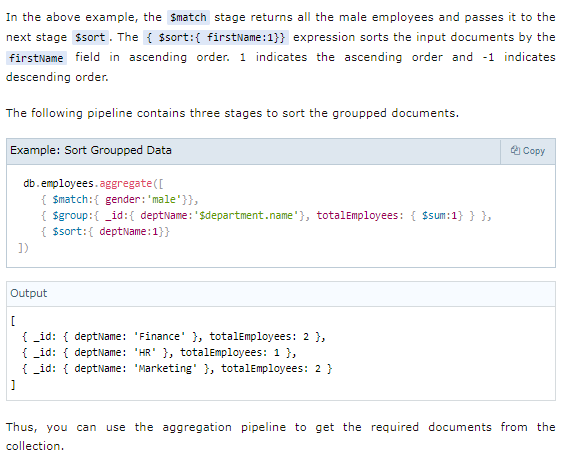 In the above example, the $match stage returns all the male employees and passes it to the
next stage $sort. The { $sort:{ firstName:1}} expression sorts the input documents by the
firstName field in ascending order. 1 indicates the ascending order and -1 indicates
descending order.
The following pipeline contains three stages to sort the groupped documents.
Example: Sort Groupped Data
Copy
db.employees.aggregate([
{ $match:{ gender:'male'}},
{ $group:{ _id:{ deptName:'$department.name'}, totalEmployees: { $sum:1} } },
{ $sort:{ deptName:1}}
])
Output
[
{ _id: { deptName: 'Finance' }, totalEmployees: 2 },
{ _id: { deptName: 'HR' }, totalEmployees: 1 },
{ _id: { deptName: 'Marketing' }, totalEmployees: 2 }
]
Thus, you can use the aggregation pipeline to get the required documents from the
collection.